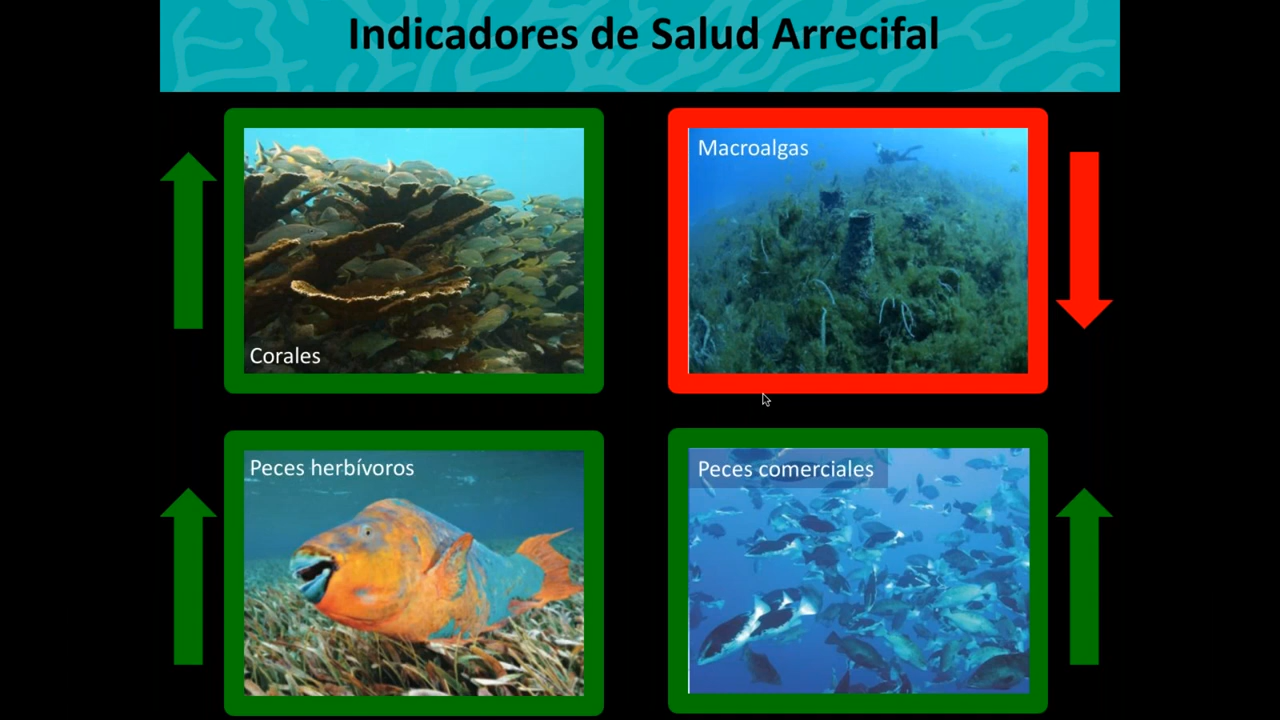 Indicadores de Salud Arrecifal
Corales
Macroalgas
Peces herbívoros
Peces comerciales